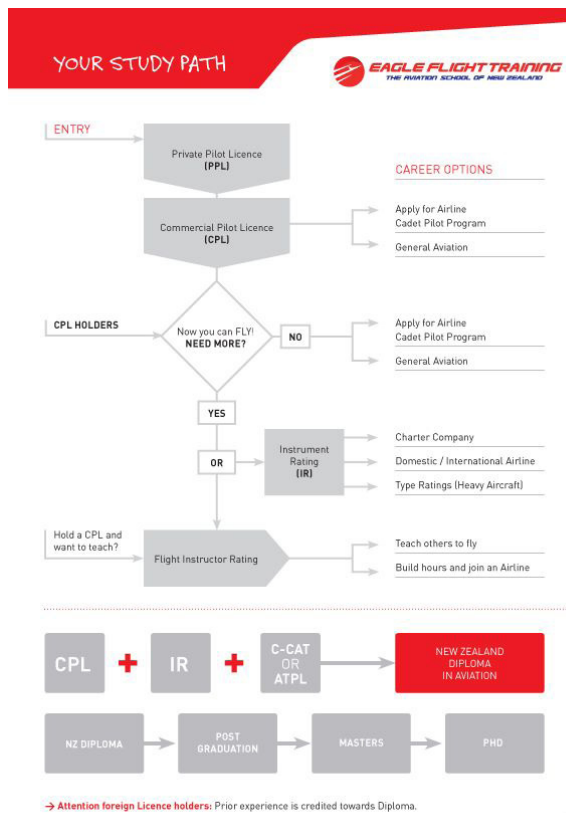 YOUR STUDY PATH
EAGLE FLIGHT TRAINING
THE AVIATION SCHOOL OF NEW ZEALAND
ENTRY
Private Pilot Licence
(PPL)
CAREER OPTIONS
Commercial Pilot Licence
(CPL)
Apply for Airline
Cadet Pilot Program
General Aviation
CPL HOLDERS
Now you can FLY!
NEED MORE?
NO
Apply for Airline
Cadet Pilot Program
General Aviation
YES
OR
Instrument
Rating
(IR)
Charter Company
Domestic / International Airline
Type Ratings (Heavy Aircraft)
Hold a CPL and
want to teach?
Flight Instructor Rating
Teach others to fly
Build hours and join an Airline
CPL + IR + C-CAT
OR
ATPL
NEW ZEALAND
DIPLOMA
IN AVIATION
NZ DIPLOMA
POST
GRADUATION
MASTERS
PHD
→ Attention foreign Licence holders: Prior experience is credited towards Diploma.